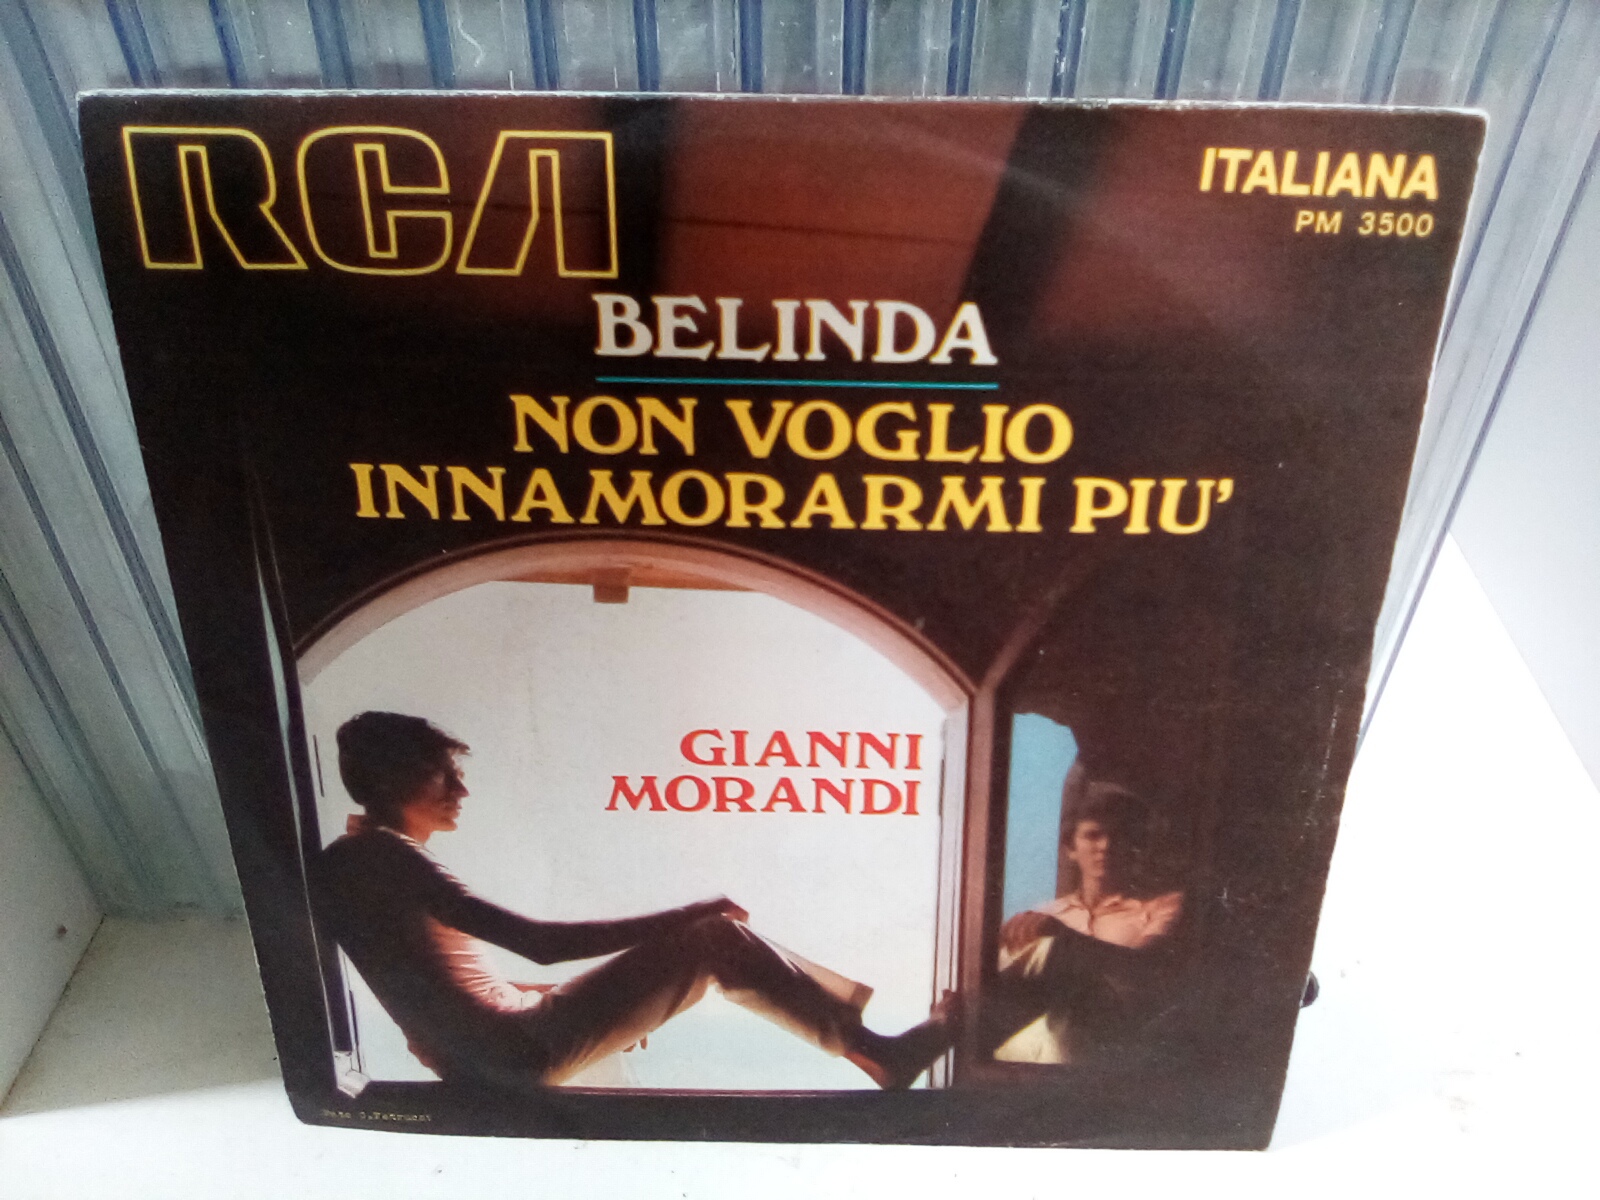 RCA
ITALIANA
PM 3500
BELINDA
NON VOGLIO
INNAMORARMI PIU'
GIANNI
MORANDI